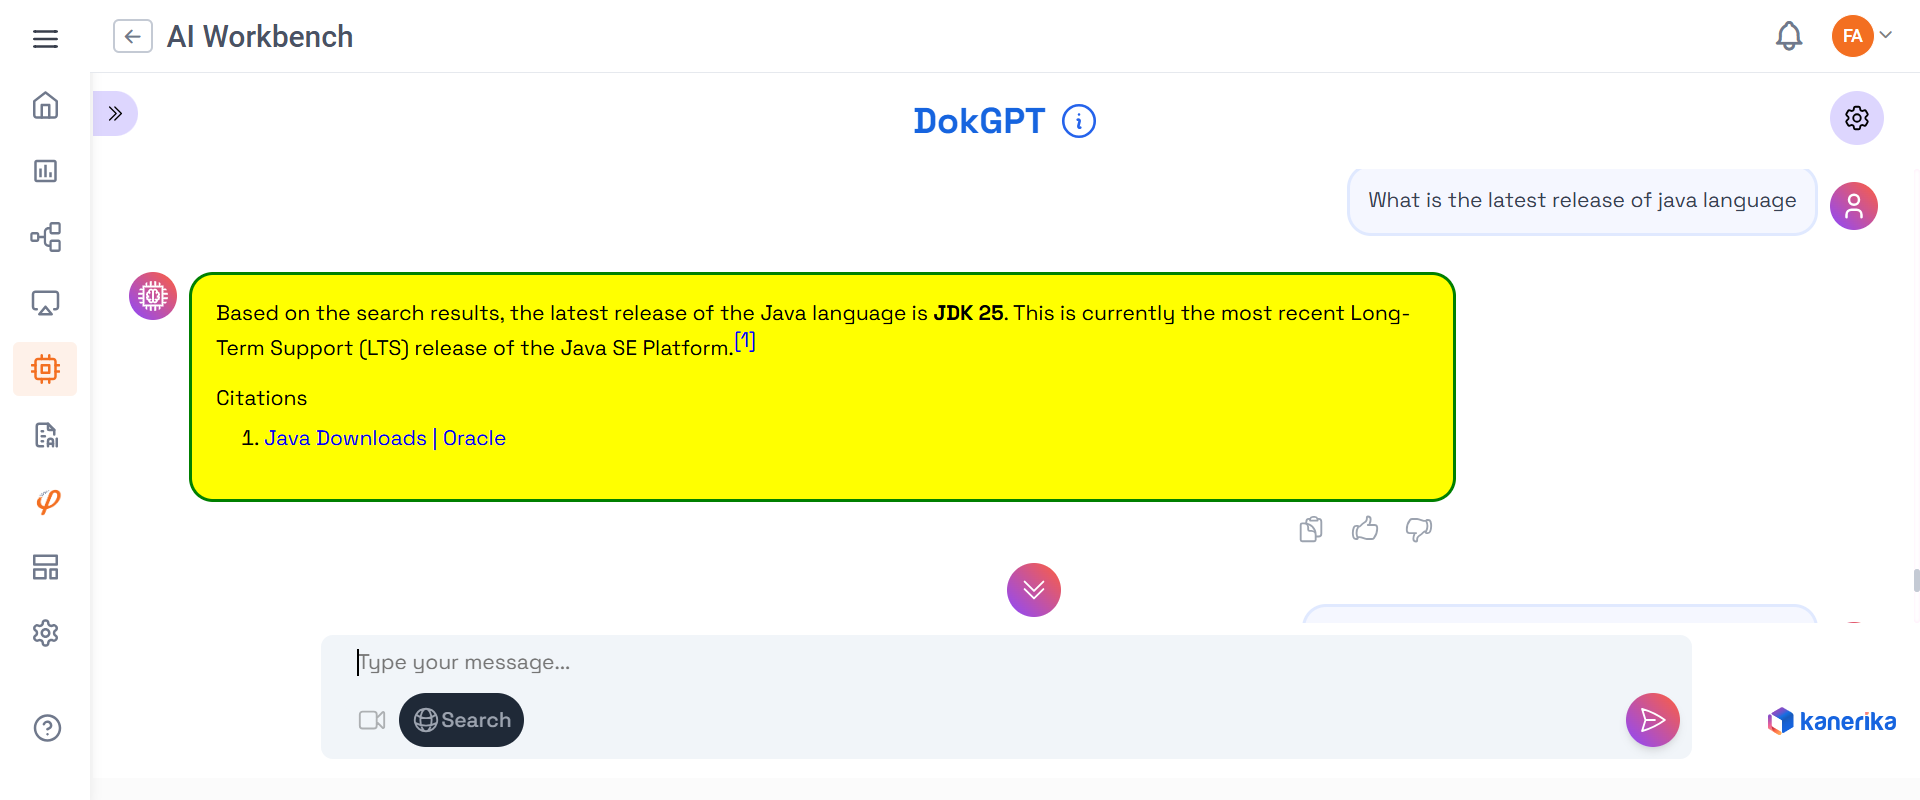 AI Workbench
FA
DokGPT
What is the latest release of java language
Based on the search results, the latest release of the Java language is JDK 25. This is currently the most recent Long-
Term Support (LTS) release of the Java SE Platform.[1]
Citations
1. Java Downloads | Oracle
Type your message...
Search
kanerika
AI